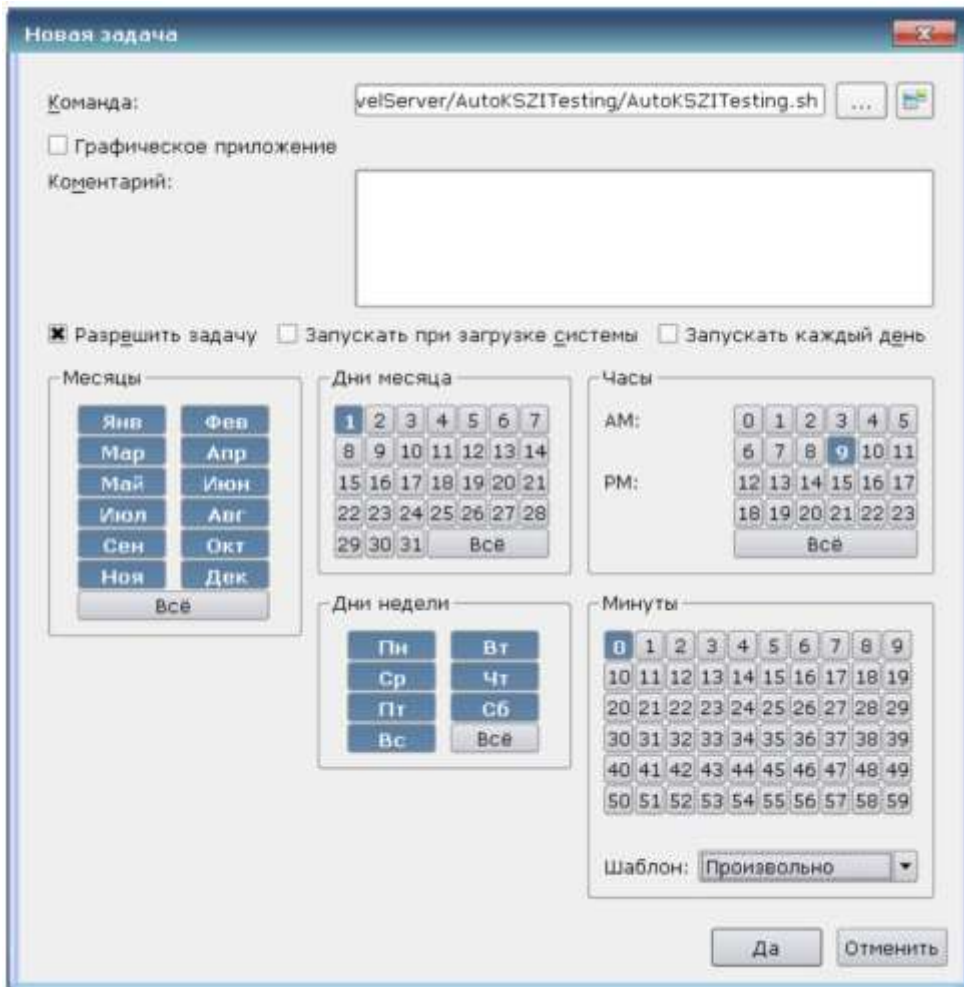 Новая задача
Команда: velServer/AutoKSZITesting/AutoKSZITesting.sh ...
Графическое приложение
Коментарий:
Разрешить задачу Запускать при загрузке системы Запускать каждый день
Месяцы
Янв Фев
Мар Апр
Май Июн
Июл Авг
Сен Окт
Ноя Дек
Всё
Дни месяца
1 2 3 4 5 6 7
8 9 10 11 12 13 14
15 16 17 18 19 20 21
22 23 24 25 26 27 28
29 30 31 Всё
Часы
AM: 0 1 2 3 4 5
6 7 8 9 10 11
PM: 12 13 14 15 16 17
18 19 20 21 22 23
Всё
Дни недели
Пн Вт
Ср Чт
Пт Сб
Вс Всё
Минуты
0 1 2 3 4 5 6 7 8 9
10 11 12 13 14 15 16 17 18 19
20 21 22 23 24 25 26 27 28 29
30 31 32 33 34 35 36 37 38 39
40 41 42 43 44 45 46 47 48 49
50 51 52 53 54 55 56 57 58 59
Шаблон: Произвольно
Да Отменить